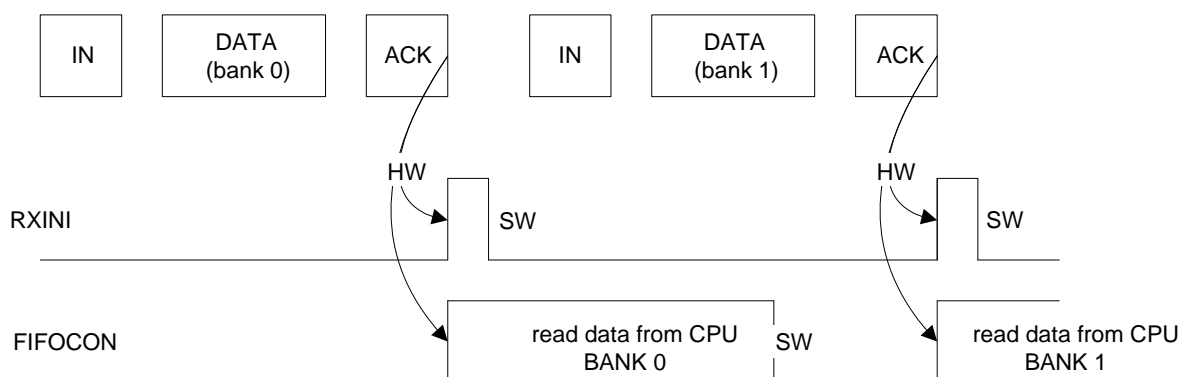 IN
DATA
(bank 0)
ACK
IN
DATA
(bank 1)
ACK
HW
HW
RXINI
SW
SW
FIFOCON
read data from CPU
BANK 0
SW
read data from CPU
BANK 1